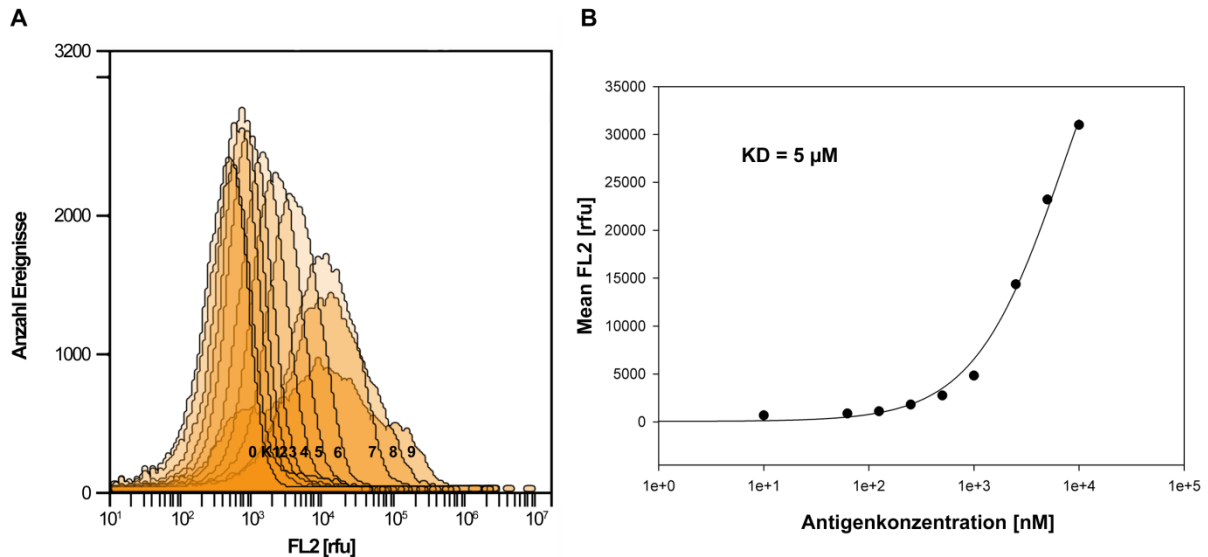 A
3200
2000
1000
0
Anzahl Ereignisse
0 K1 2 3 4 5 6 7 8 9
10¹ 10² 10³ 10⁴ 10⁵ 10⁶ 10⁷
FL2 [rfu]
B
35000
30000
25000
20000
15000
10000
5000
0
Mean FL2 [rfu]
KD = 5 µM
1e+0 1e+1 1e+2 1e+3 1e+4 1e+5
Antigenkonzentration [nM]